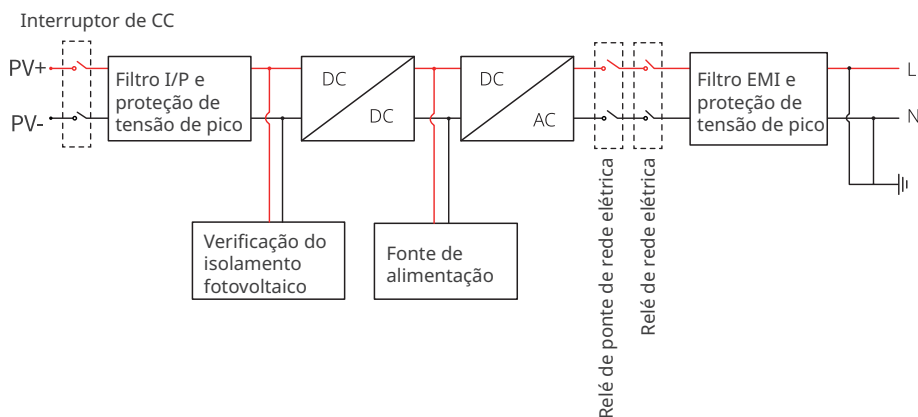 Interruptor de CC
PV+
PV-
Filtro I/P e
proteção de
tensão de pico
DC
DC
DC
AC
Filtro EMI e
proteção de
tensão de pico
L
N
Verificação do
isolamento
fotovoltaico
Fonte de
alimentação
Relé de ponte de rede elétrica
Relé de rede elétrica